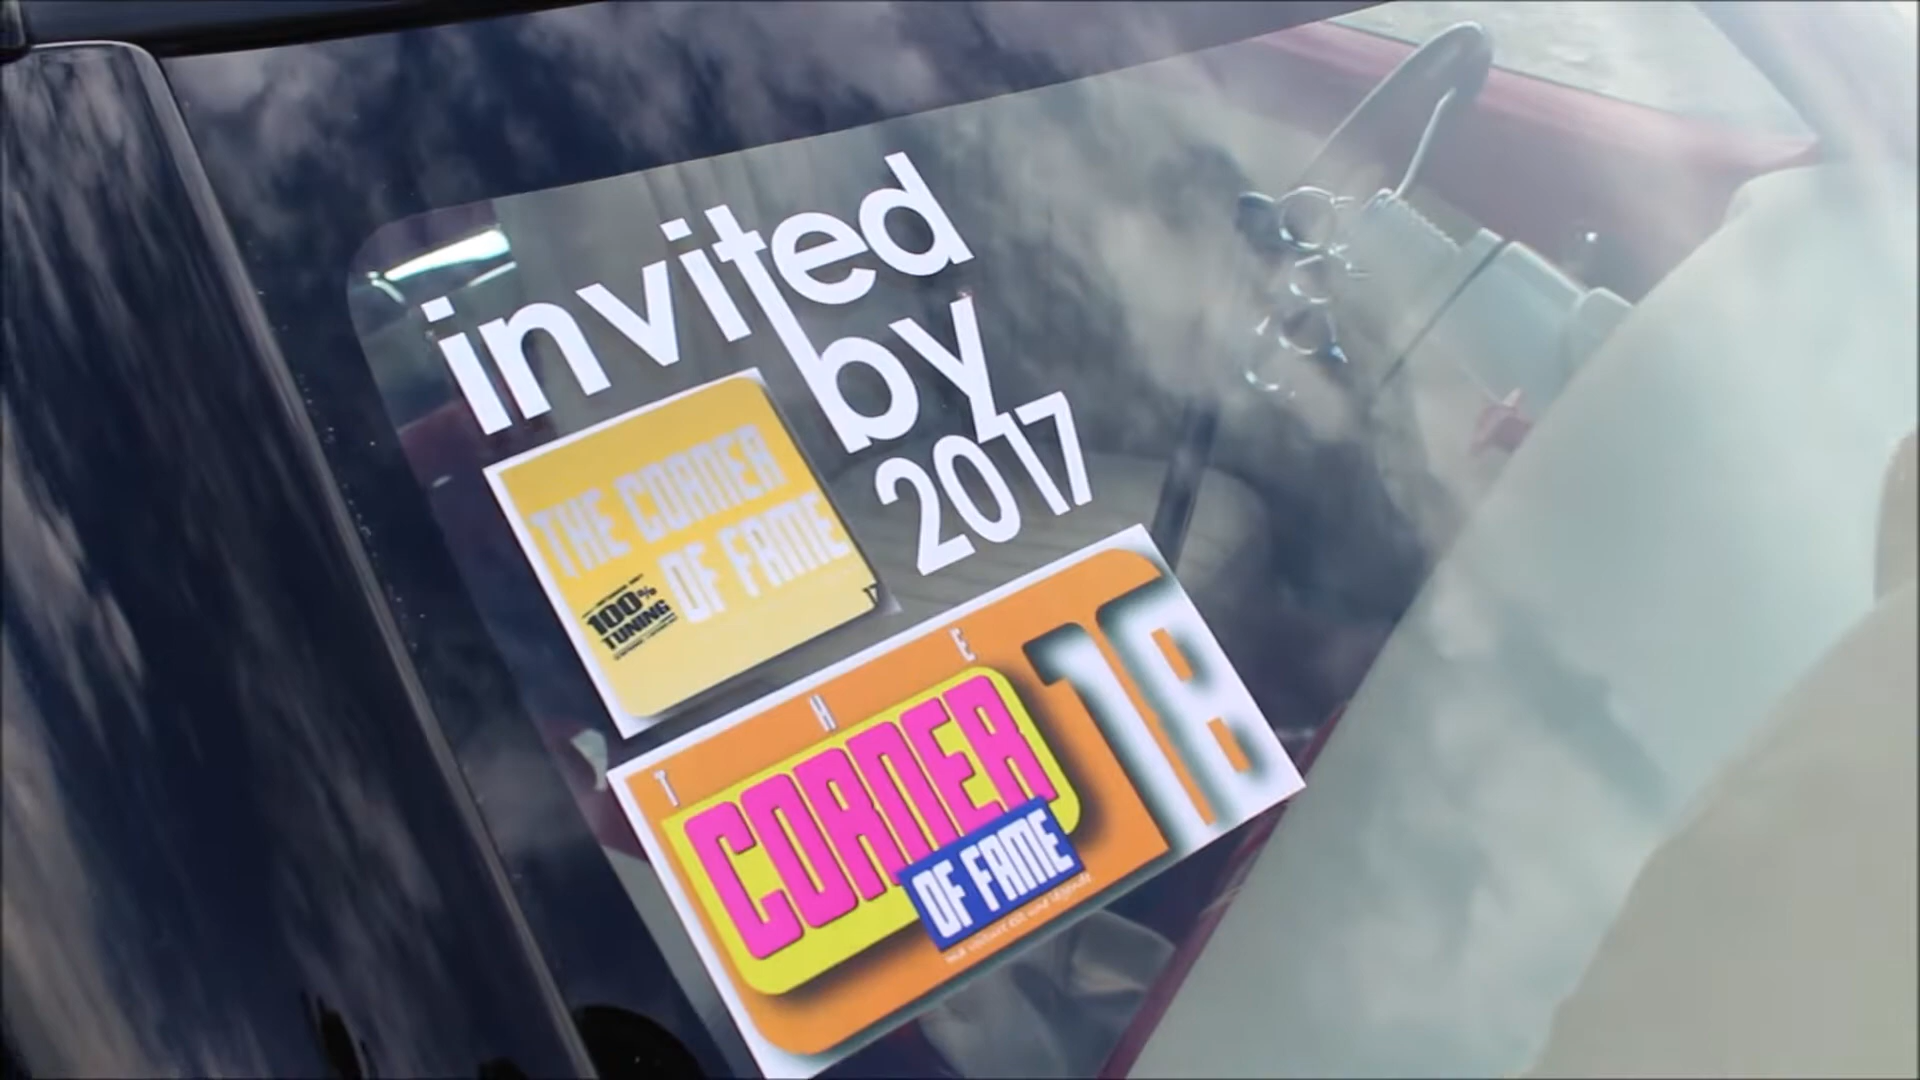 invited
by
2017
THE CORNER
OF FAME
100%
TUNING
THE
18
CORNER
OF FAME